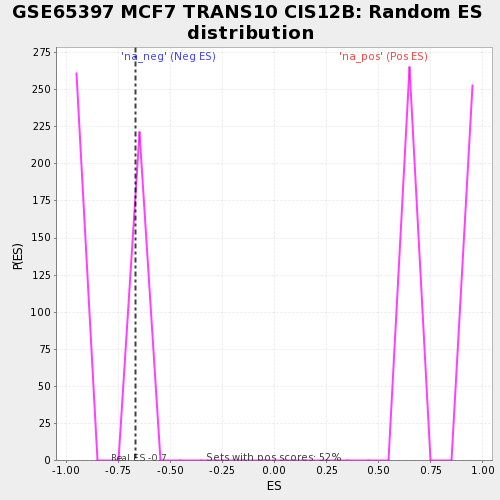 GSE65397 MCF7 TRANS10 CIS12B: Random ES
distribution
'na_neg' (Neg ES)
'na_pos' (Pos ES)
275
250
225
200
175
150
125
100
75
50
25
0
P(ES)
Real ES -0.7
Sets with pos scores: 52%
-1.00 -0.75 -0.50 -0.25 0.00 0.25 0.50 0.75 1.00
ES